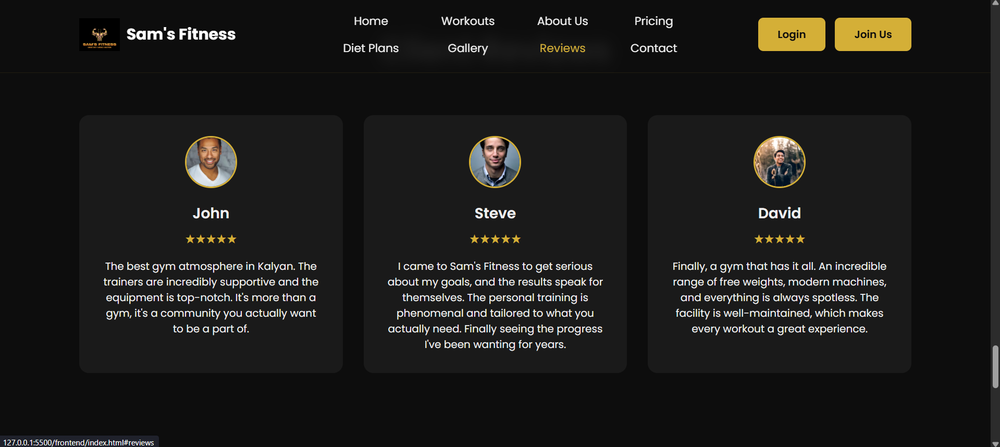 SAM'S FITNESS
Sam's Fitness
Home
Workouts
About Us
Pricing
Diet Plans
Gallery
Reviews
Contact
Login
Join Us
John
★★★★★
The best gym atmosphere in Kalyan. The
trainers are incredibly supportive and the
equipment is top-notch. It's more than a
gym, it's a community you actually want
to be a part of.
Steve
★★★★★
I came to Sam's Fitness to get serious
about my goals, and the results speak for
themselves. The personal training is
phenomenal and tailored to what you
actually need. Finally seeing the progress
I've been wanting for years.
David
★★★★★
Finally, a gym that has it all. An incredible
range of free weights, modern machines,
and everything is always spotless. The
facility is well-maintained, which makes
every workout a great experience.
127.0.0.1:5500/frontend/index.html#reviews